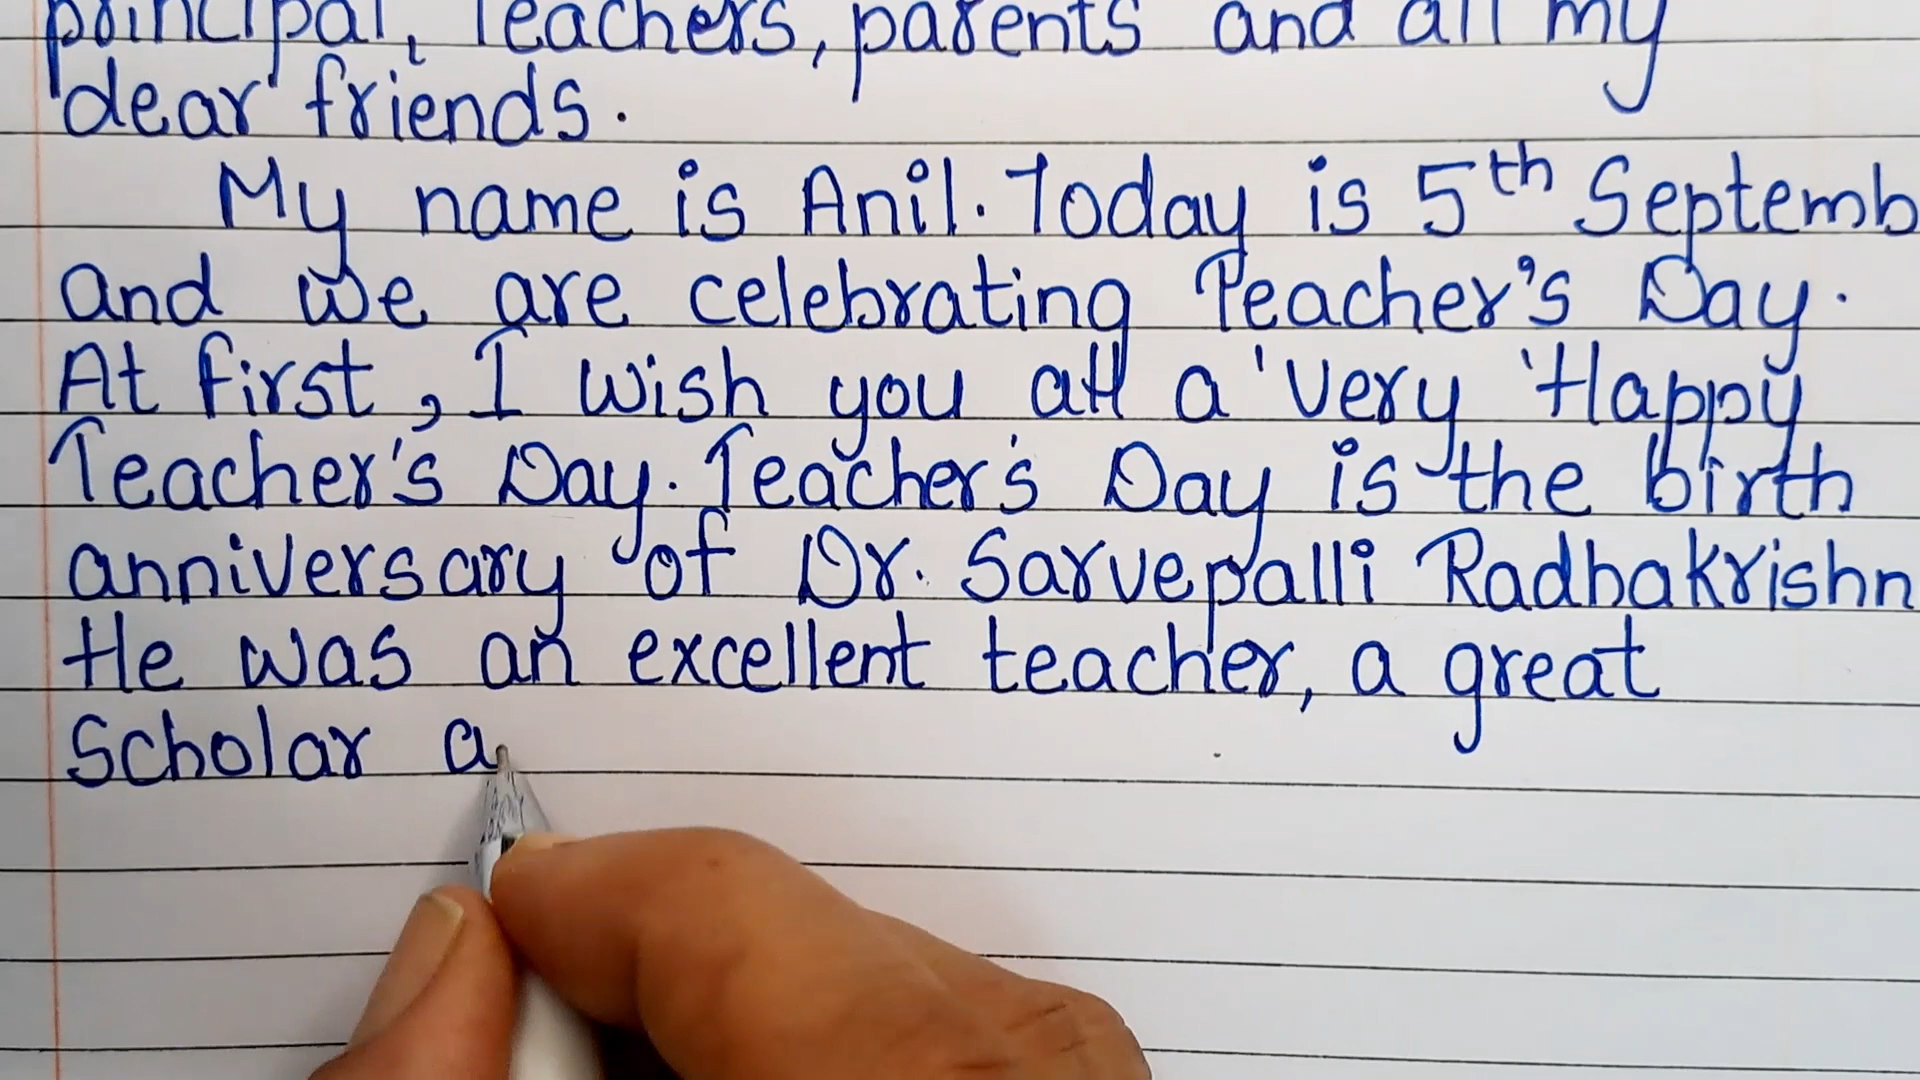 principal, Teachers, parents and all my
dear friends.
My name is Anil. Today is 5th Septemb
and we are celebrating Teacher's Day.
At first, I wish you all a very Happy
Teacher's Day. Teacher's Day is the birth
anniversary of Dr. Sarvepalli Radhakrishn
He was an excellent teacher, a great
Scholar a